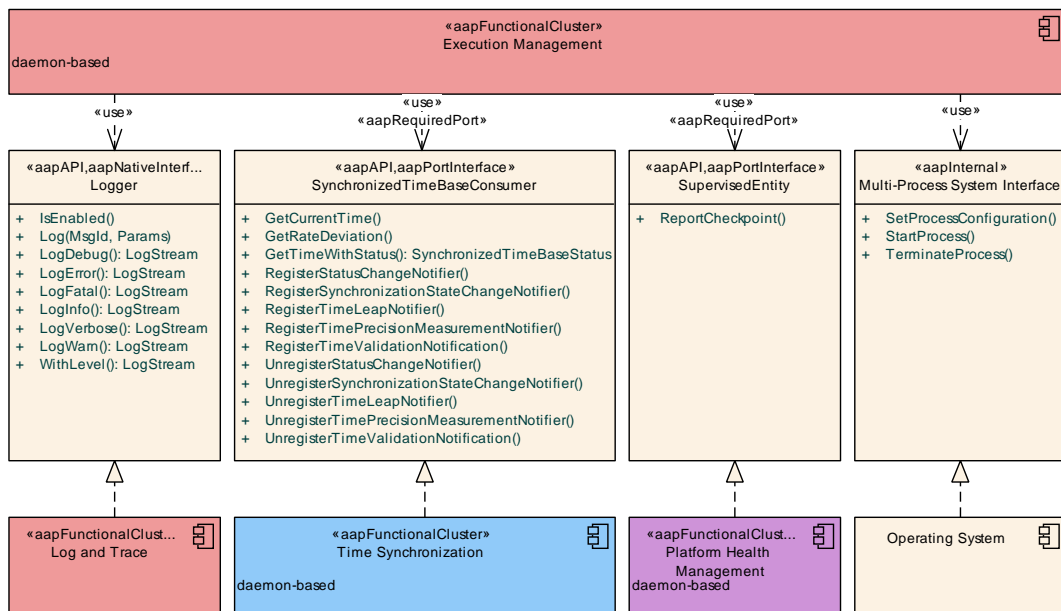 «aapFunctionalCluster»
Execution Management
daemon-based
«use»
«use»
«aapRequiredPort»
«use»
«aapRequiredPort»
«use»
«aapAPI,aapNativeInterf...
Logger
+ IsEnabled()
+ Log(MsgId, Params)
+ LogDebug(): LogStream
+ LogError(): LogStream
+ LogFatal(): LogStream
+ LogInfo(): LogStream
+ LogVerbose(): LogStream
+ LogWarn(): LogStream
+ WithLevel(): LogStream
«aapAPI,aapPortInterface»
SynchronizedTimeBaseConsumer
+ GetCurrentTime()
+ GetRateDeviation()
+ GetTimeWithStatus(): SynchronizedTimeBaseStatus
+ RegisterStatusChangeNotifier()
+ RegisterSynchronizationStateChangeNotifier()
+ RegisterTimeLeapNotifier()
+ RegisterTimePrecisionMeasurementNotifier()
+ RegisterTimeValidationNotification()
+ UnregisterStatusChangeNotifier()
+ UnregisterSynchronizationStateChangeNotifier()
+ UnregisterTimeLeapNotifier()
+ UnregisterTimePrecisionMeasurementNotifier()
+ UnregisterTimeValidationNotification()
«aapAPI,aapPortInterface»
SupervisedEntity
+ ReportCheckpoint()
«aapInternal»
Multi-Process System Interface
+ SetProcessConfiguration()
+ StartProcess()
+ TerminateProcess()
«aapFunctionalClust...
Log and Trace
«aapFunctionalCluster»
Time Synchronization
daemon-based
«aapFunctionalClust...
Platform Health
Management
daemon-based
Operating System